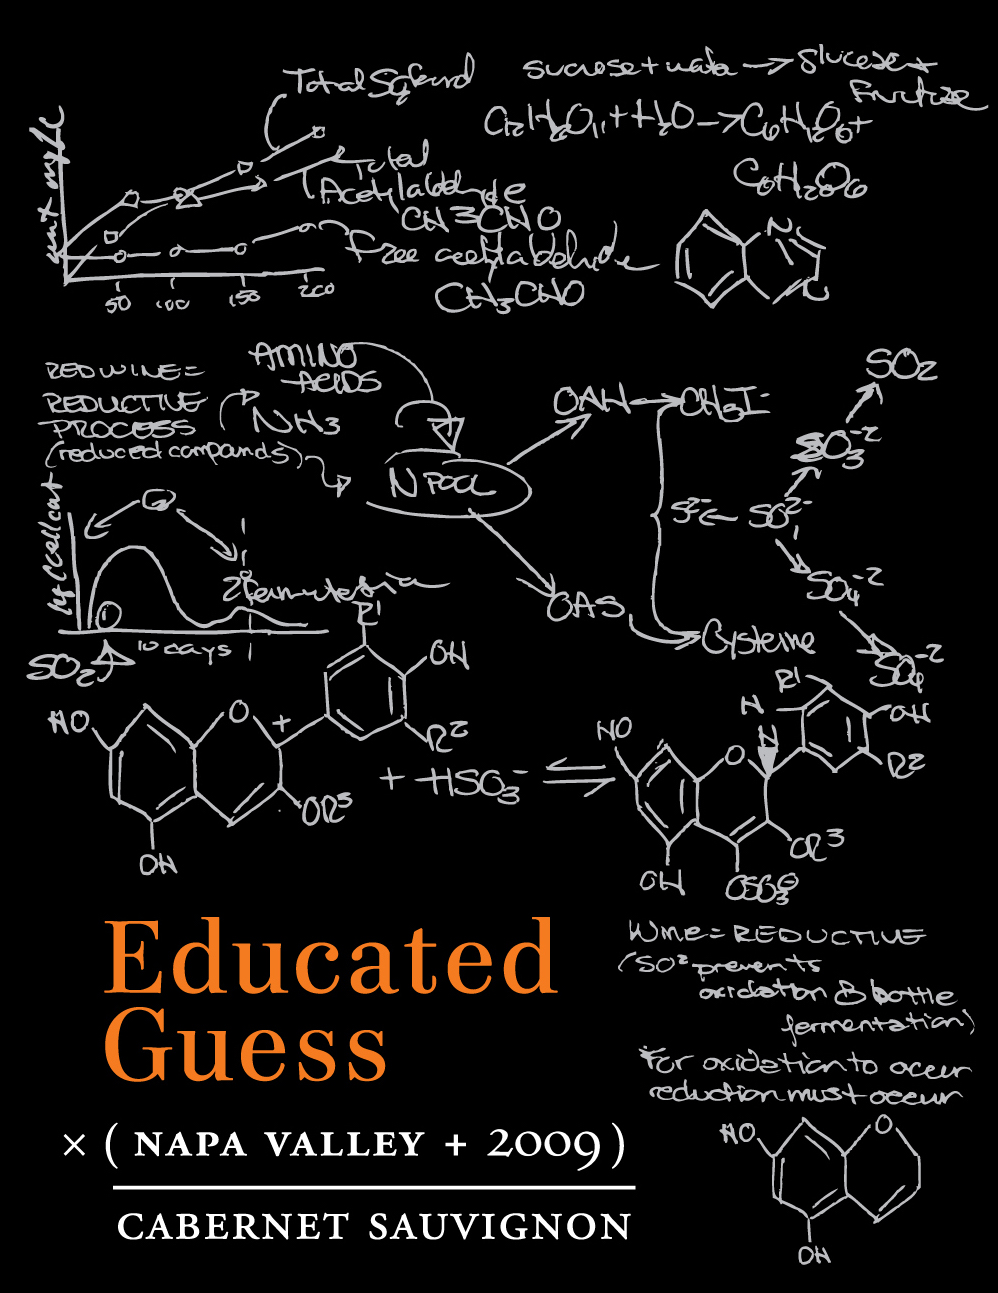 Total SO2 found
sucrose + water → glucose +
fructose
C12H22O11 + H2O → C6H12O6 +
C6H12O6
Total
Acetylaldehyde
CH3CHO
Free acetylaldehyde
CH3CHO
50 100 150 200
N
RED WINE =
REDUCTIVE
PROCESS
(reduced compounds)
AMINO
ACIDS
NH3
N POOL
OAH → CH3I-
SO2
SO3-2
S2- ← SO2-
SO4-2
SO4-2
OAS
Cysteine
10 days
SO2
R1
OH
HO
O
+
R2
OR3
OH
+ HSO3- ⇌
HO
O
R1
H
OH
R2
OR3
OH
OSO3⊖
Educated
Guess
× ( NAPA VALLEY + 2009 )
CABERNET SAUVIGNON
Wine = REDUCTIVE
(SO2 prevents
oxidation & bottle
fermentation)
*For oxidation to occur
reduction must occur
HO
O
OH